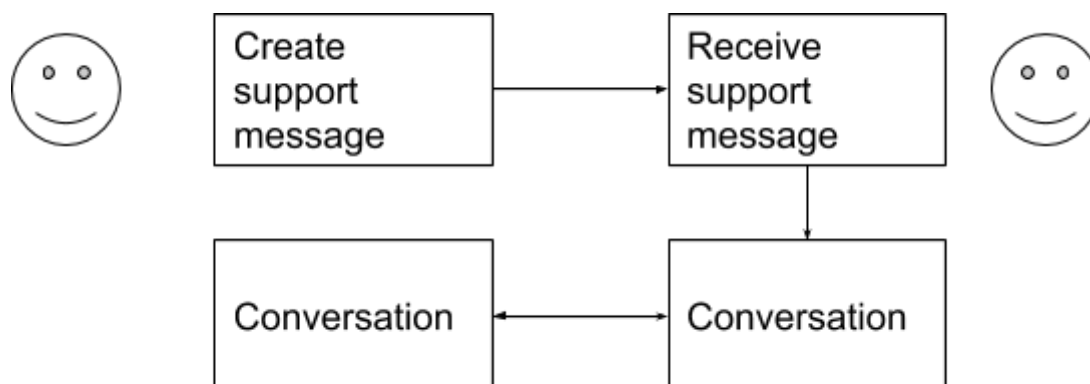 Create
support
message
Receive
support
message
Conversation
Conversation